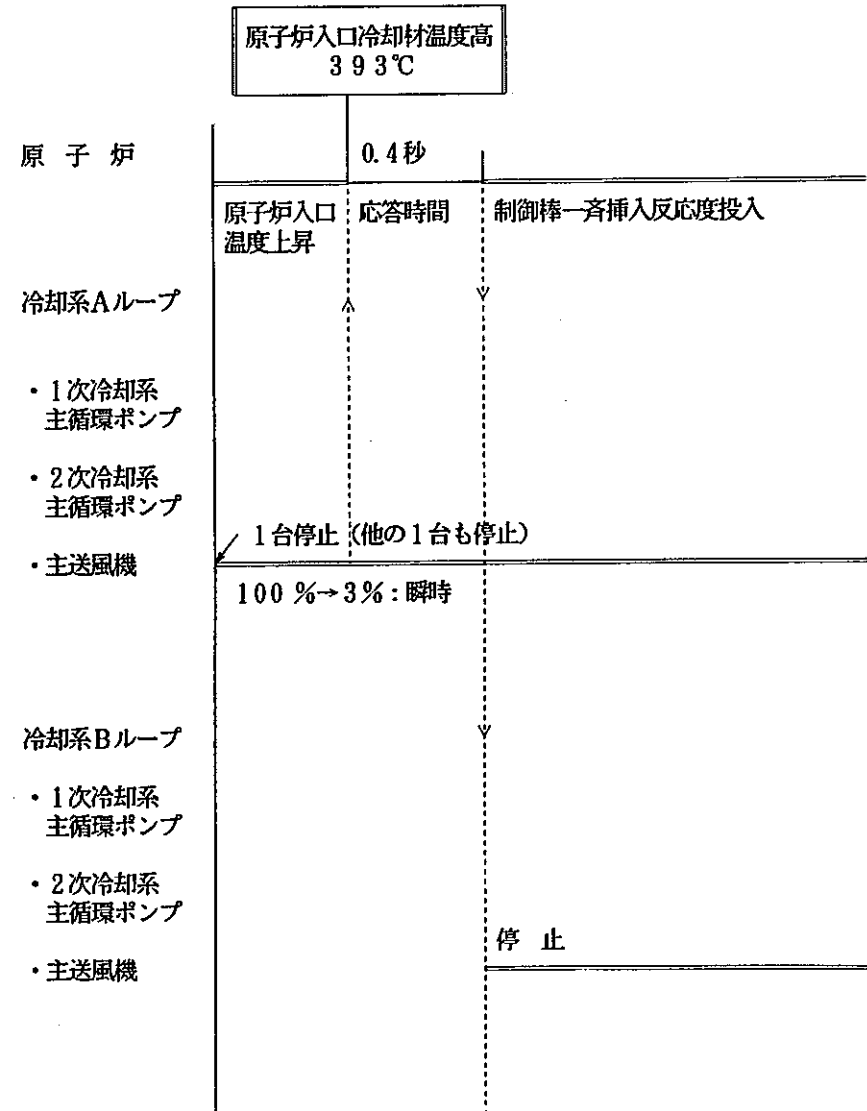 原子炉入口冷却材温度高
393℃
原子炉
0.4秒
原子炉入口
温度上昇
応答時間
制御棒一斉挿入反応度投入
冷却系Aループ
・1次冷却系
主循環ポンプ
・2次冷却系
主循環ポンプ
1台停止(他の1台も停止)
・主送風機
100 %→3%:瞬時
冷却系Bループ
・1次冷却系
主循環ポンプ
・2次冷却系
主循環ポンプ
停止
・主送風機